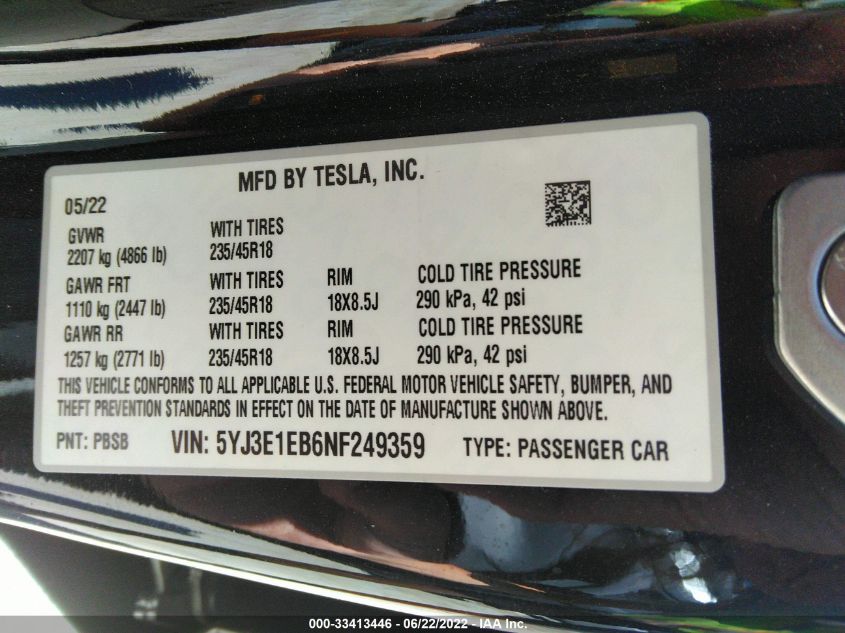 MFD BY TESLA, INC.
05/22
GVWR WITH TIRES
2207 kg (4866 lb) 235/45R18
GAWR FRT WITH TIRES RIM COLD TIRE PRESSURE
1110 kg (2447 lb) 235/45R18 18X8.5J 290 kPa, 42 psi
GAWR RR WITH TIRES RIM COLD TIRE PRESSURE
1257 kg (2771 lb) 235/45R18 18X8.5J 290 kPa, 42 psi
THIS VEHICLE CONFORMS TO ALL APPLICABLE U.S. FEDERAL MOTOR VEHICLE SAFETY, BUMPER, AND
THEFT PREVENTION STANDARDS IN EFFECT ON THE DATE OF MANUFACTURE SHOWN ABOVE.
PNT: PBSB VIN: 5YJ3E1EB6NF249359 TYPE: PASSENGER CAR
000-33413446 - 06/22/2022 - IAA Inc.